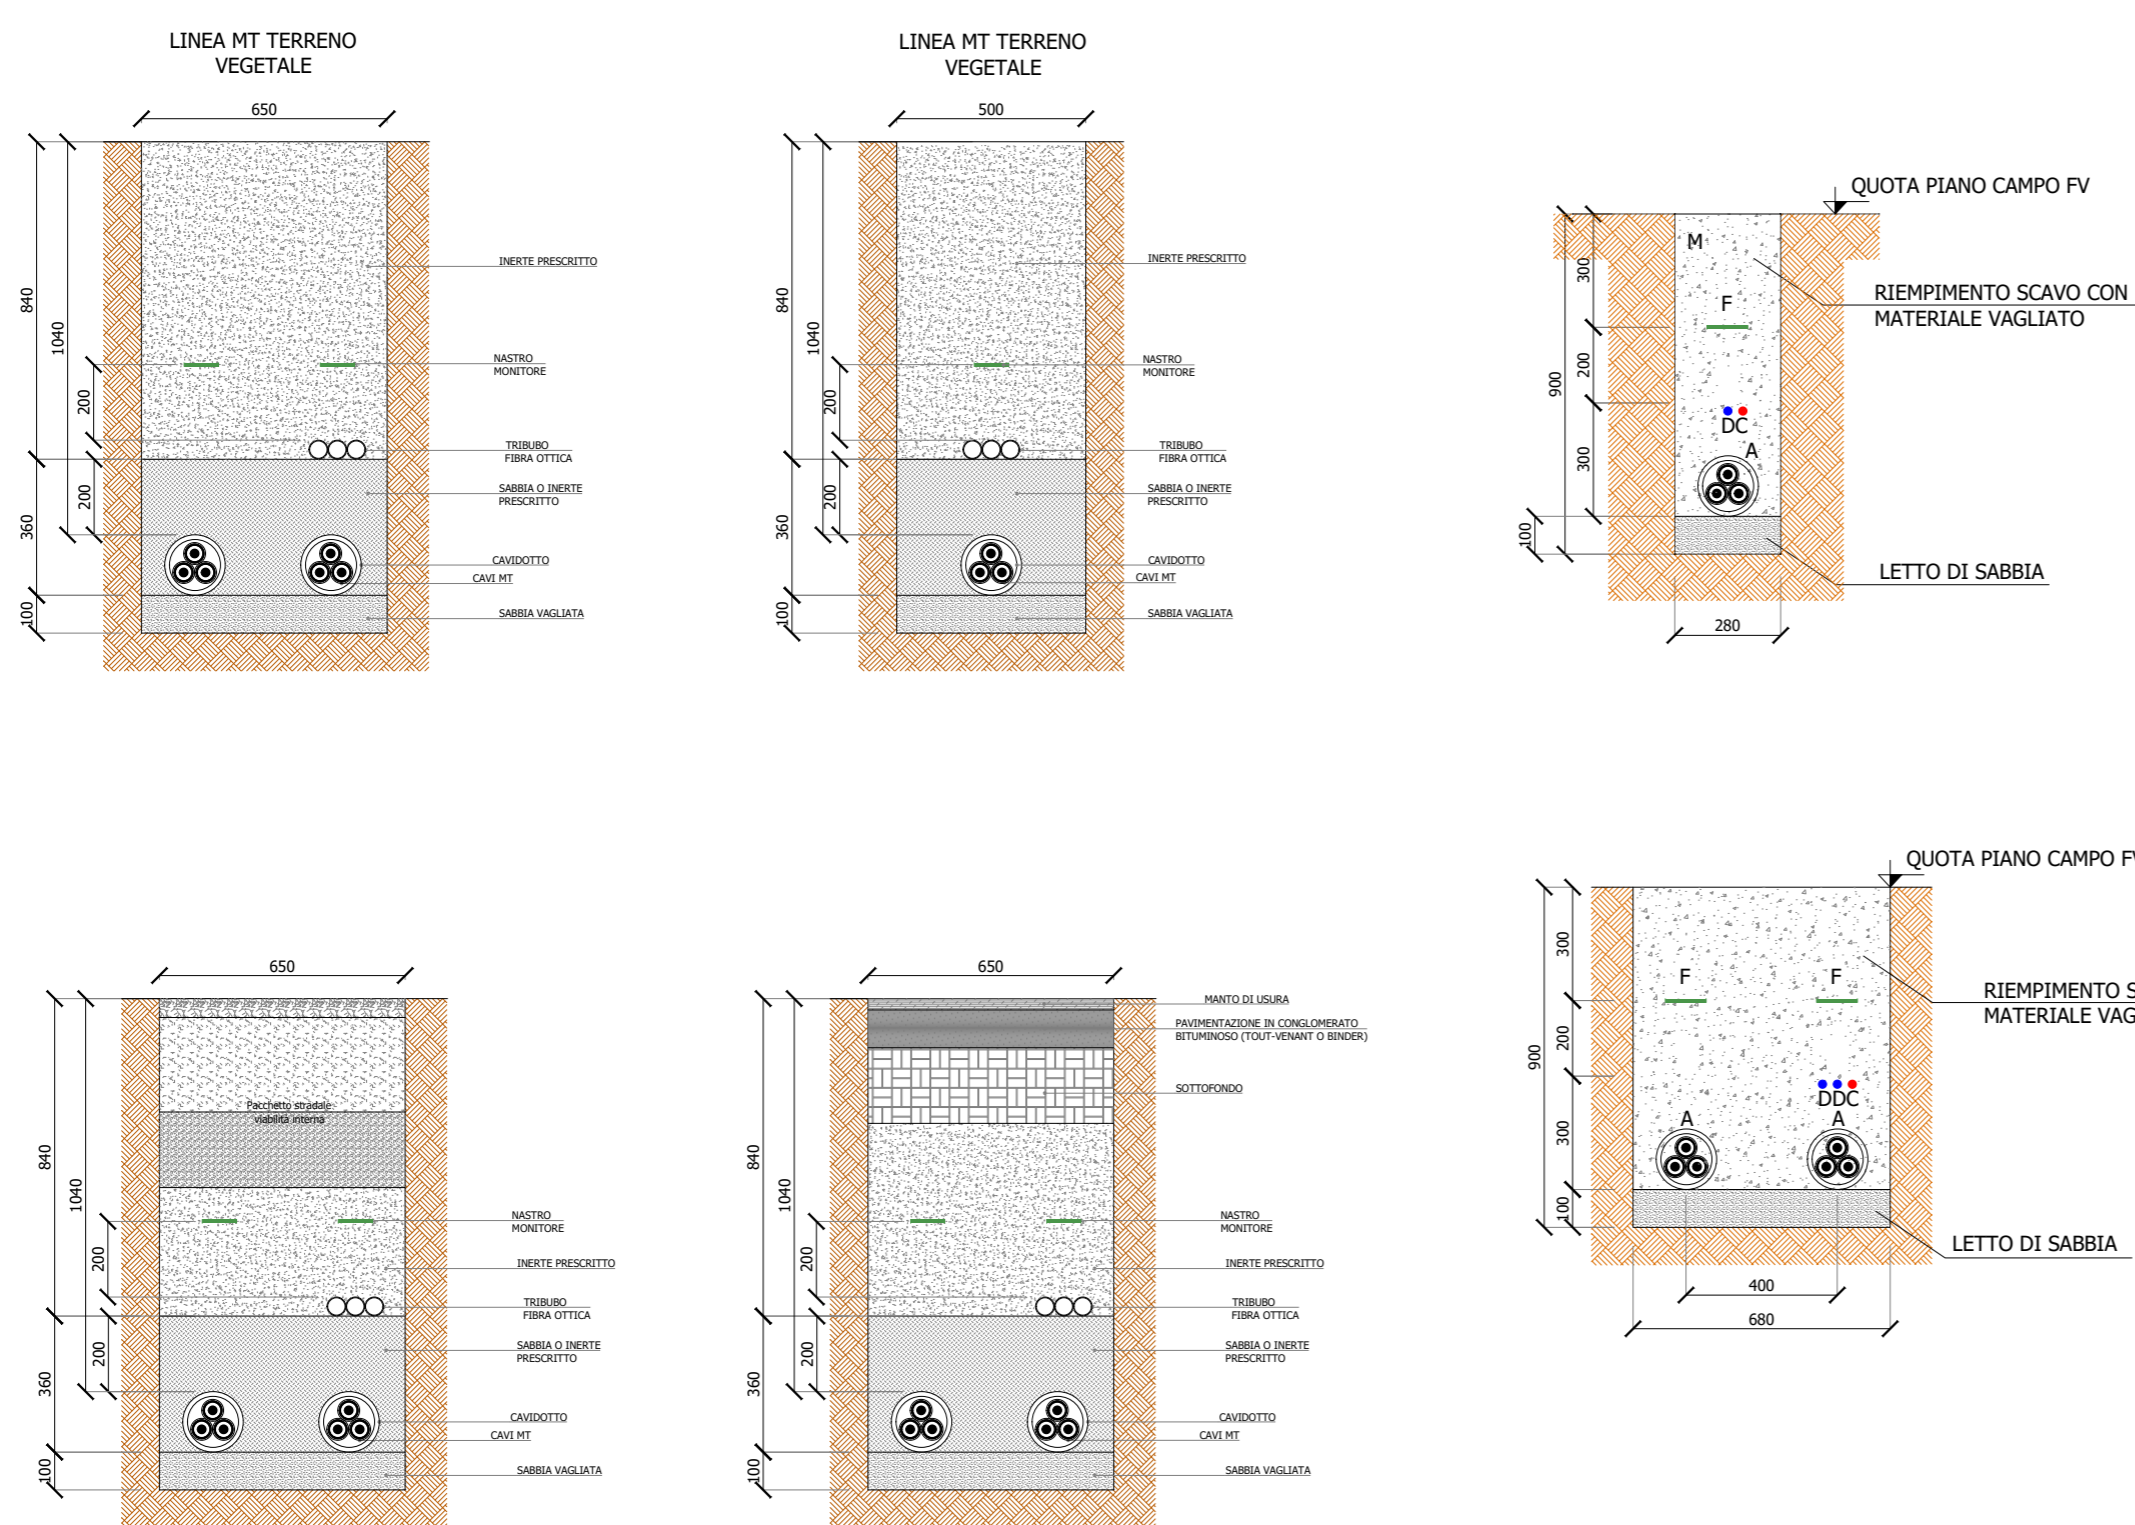 LINEA MT TERRENO
VEGETALE
650
840
1040
200
200
360
100
INERTE PRESCRITTO
NASTRO
MONITORE
TRIBUBO
FIBRA OTTICA
SABBIA O INERTE
PRESCRITTO
CAVIDOTTO
CAVI MT
SABBIA VAGLIATA
LINEA MT TERRENO
VEGETALE
500
840
1040
200
200
360
100
INERTE PRESCRITTO
NASTRO
MONITORE
TRIBUBO
FIBRA OTTICA
SABBIA O INERTE
PRESCRITTO
CAVIDOTTO
CAVI MT
SABBIA VAGLIATA
QUOTA PIANO CAMPO FV
M
300
F
RIEMPIMENTO SCAVO CON
MATERIALE VAGLIATO
200
900
DC
A
300
100
LETTO DI SABBIA
280
650
Pacchetto stradale
viabilità interna
840
1040
200
200
360
100
NASTRO
MONITORE
INERTE PRESCRITTO
TRIBUBO
FIBRA OTTICA
SABBIA O INERTE
PRESCRITTO
CAVIDOTTO
CAVI MT
SABBIA VAGLIATA
650
MANTO DI USURA
PAVIMENTAZIONE IN CONGLOMERATO
BITUMINOSO (TOUT-VENANT O BINDER)
SOTTOFONDO
840
1040
200
200
360
100
NASTRO
MONITORE
INERTE PRESCRITTO
TRIBUBO
FIBRA OTTICA
SABBIA O INERTE
PRESCRITTO
CAVIDOTTO
CAVI MT
SABBIA VAGLIATA
QUOTA PIANO CAMPO FV
300
F F
RIEMPIMENTO S
MATERIALE VAG
200
900
DDC
A A
300
100
LETTO DI SABBIA
400
680